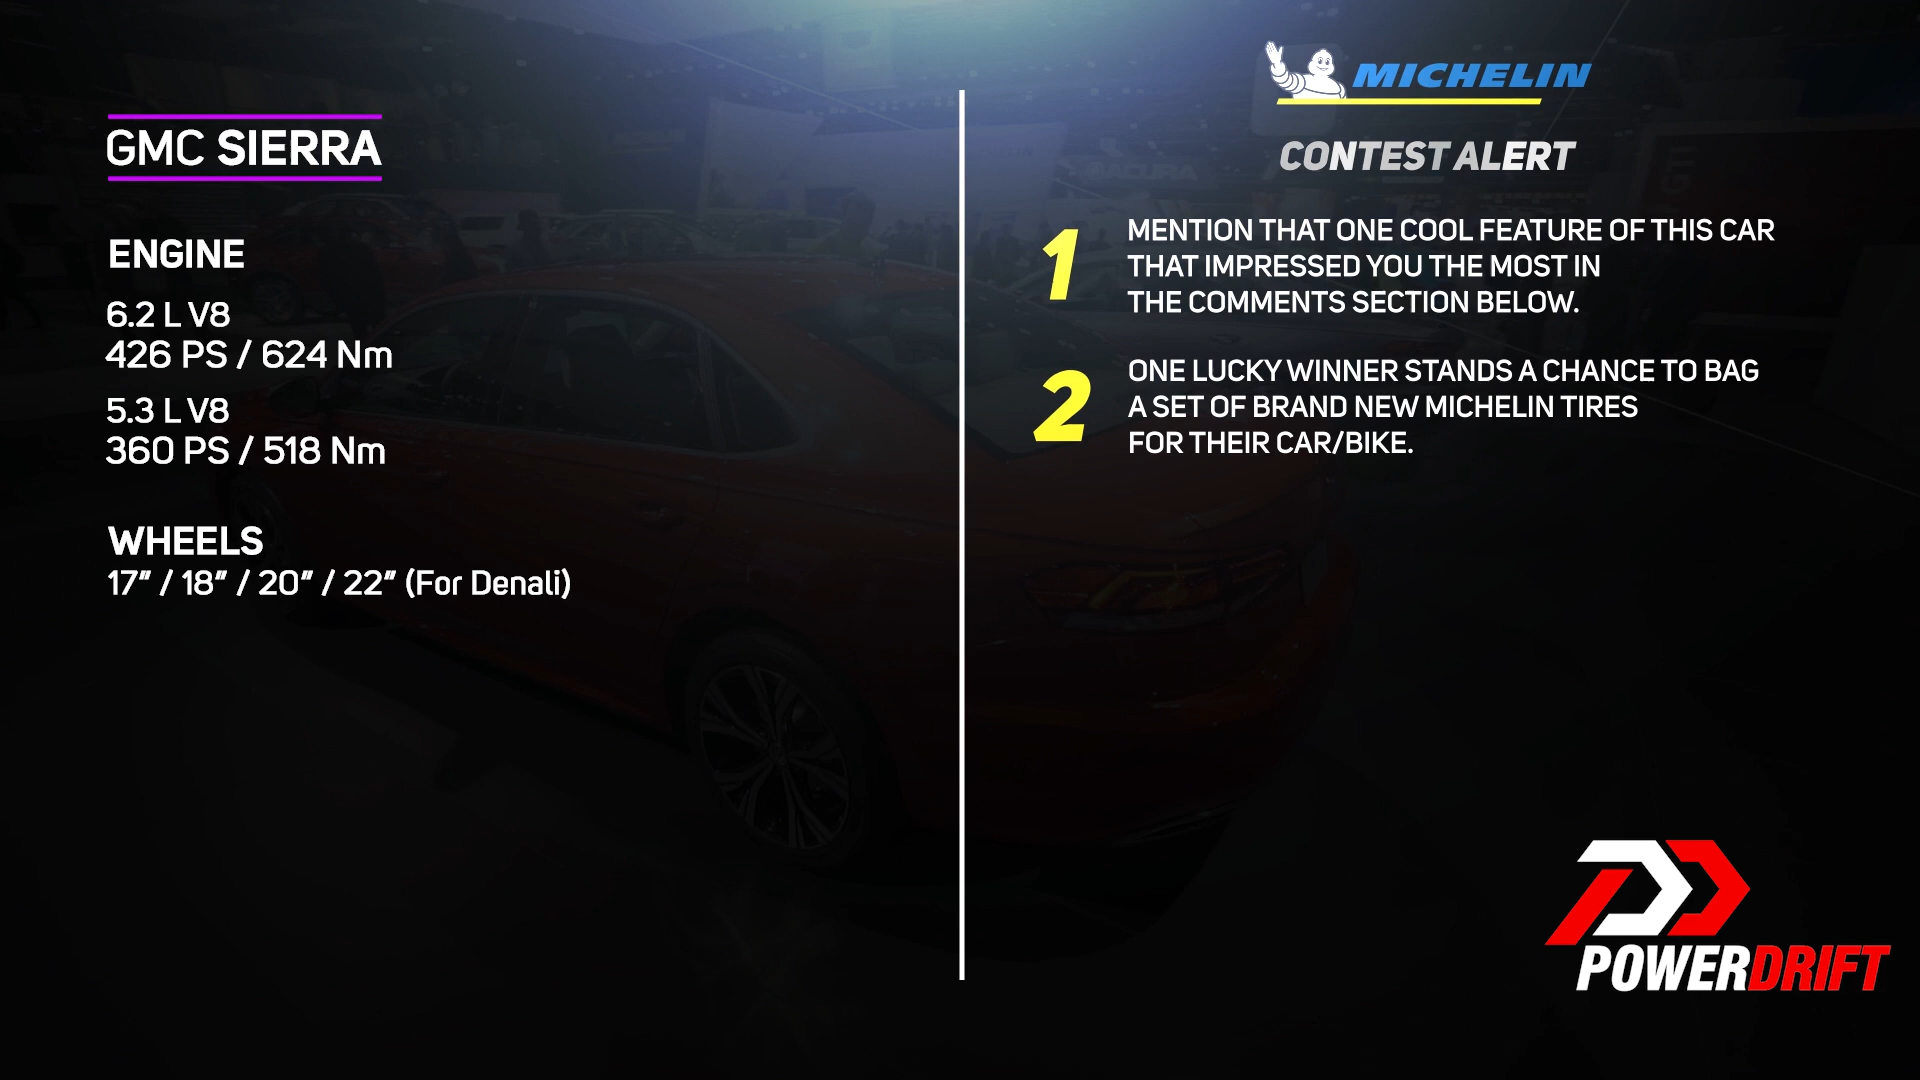 GMC SIERRA
ENGINE
6.2 L V8
426 PS / 624 Nm
5.3 L V8
360 PS / 518 Nm
WHEELS
17” / 18” / 20” / 22” (For Denali)
MICHELIN
CONTEST ALERT
1
MENTION THAT ONE COOL FEATURE OF THIS CAR
THAT IMPRESSED YOU THE MOST IN
THE COMMENTS SECTION BELOW.
2
ONE LUCKY WINNER STANDS A CHANCE TO BAG
A SET OF BRAND NEW MICHELIN TIRES
FOR THEIR CAR/BIKE.
ACURA
POWERDRIFT